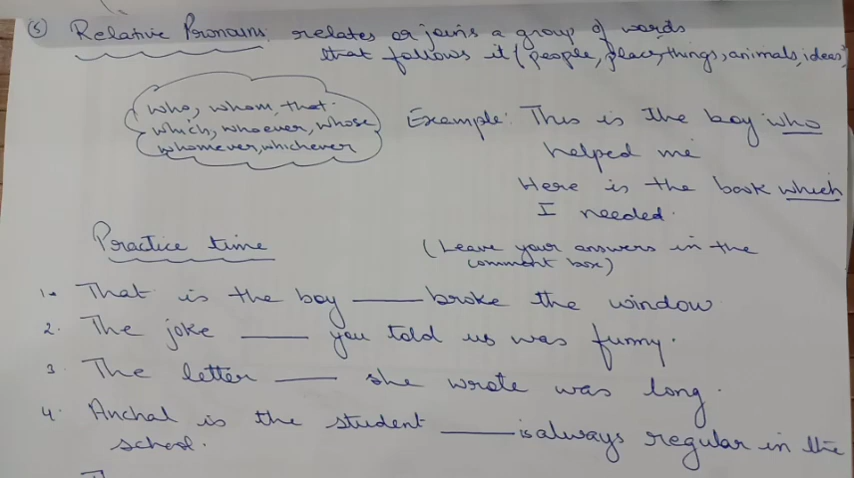 (5) Relative Pronouns: relates or joins a group of words
that follows it (people, place, things, animals, ideas)
who, whom, that.
which, whoever, whose
whomever, whichever
Example: This is the boy who
helped me
Here is the book which
I needed.
Practice time
(Leave your answers in the
comment box)
1. That is the boy ____ broke the window
2. The joke ____ you told us was funny.
3. The letter ____ she wrote was long.
4. Anchal is the student ____ is always regular in the
school.